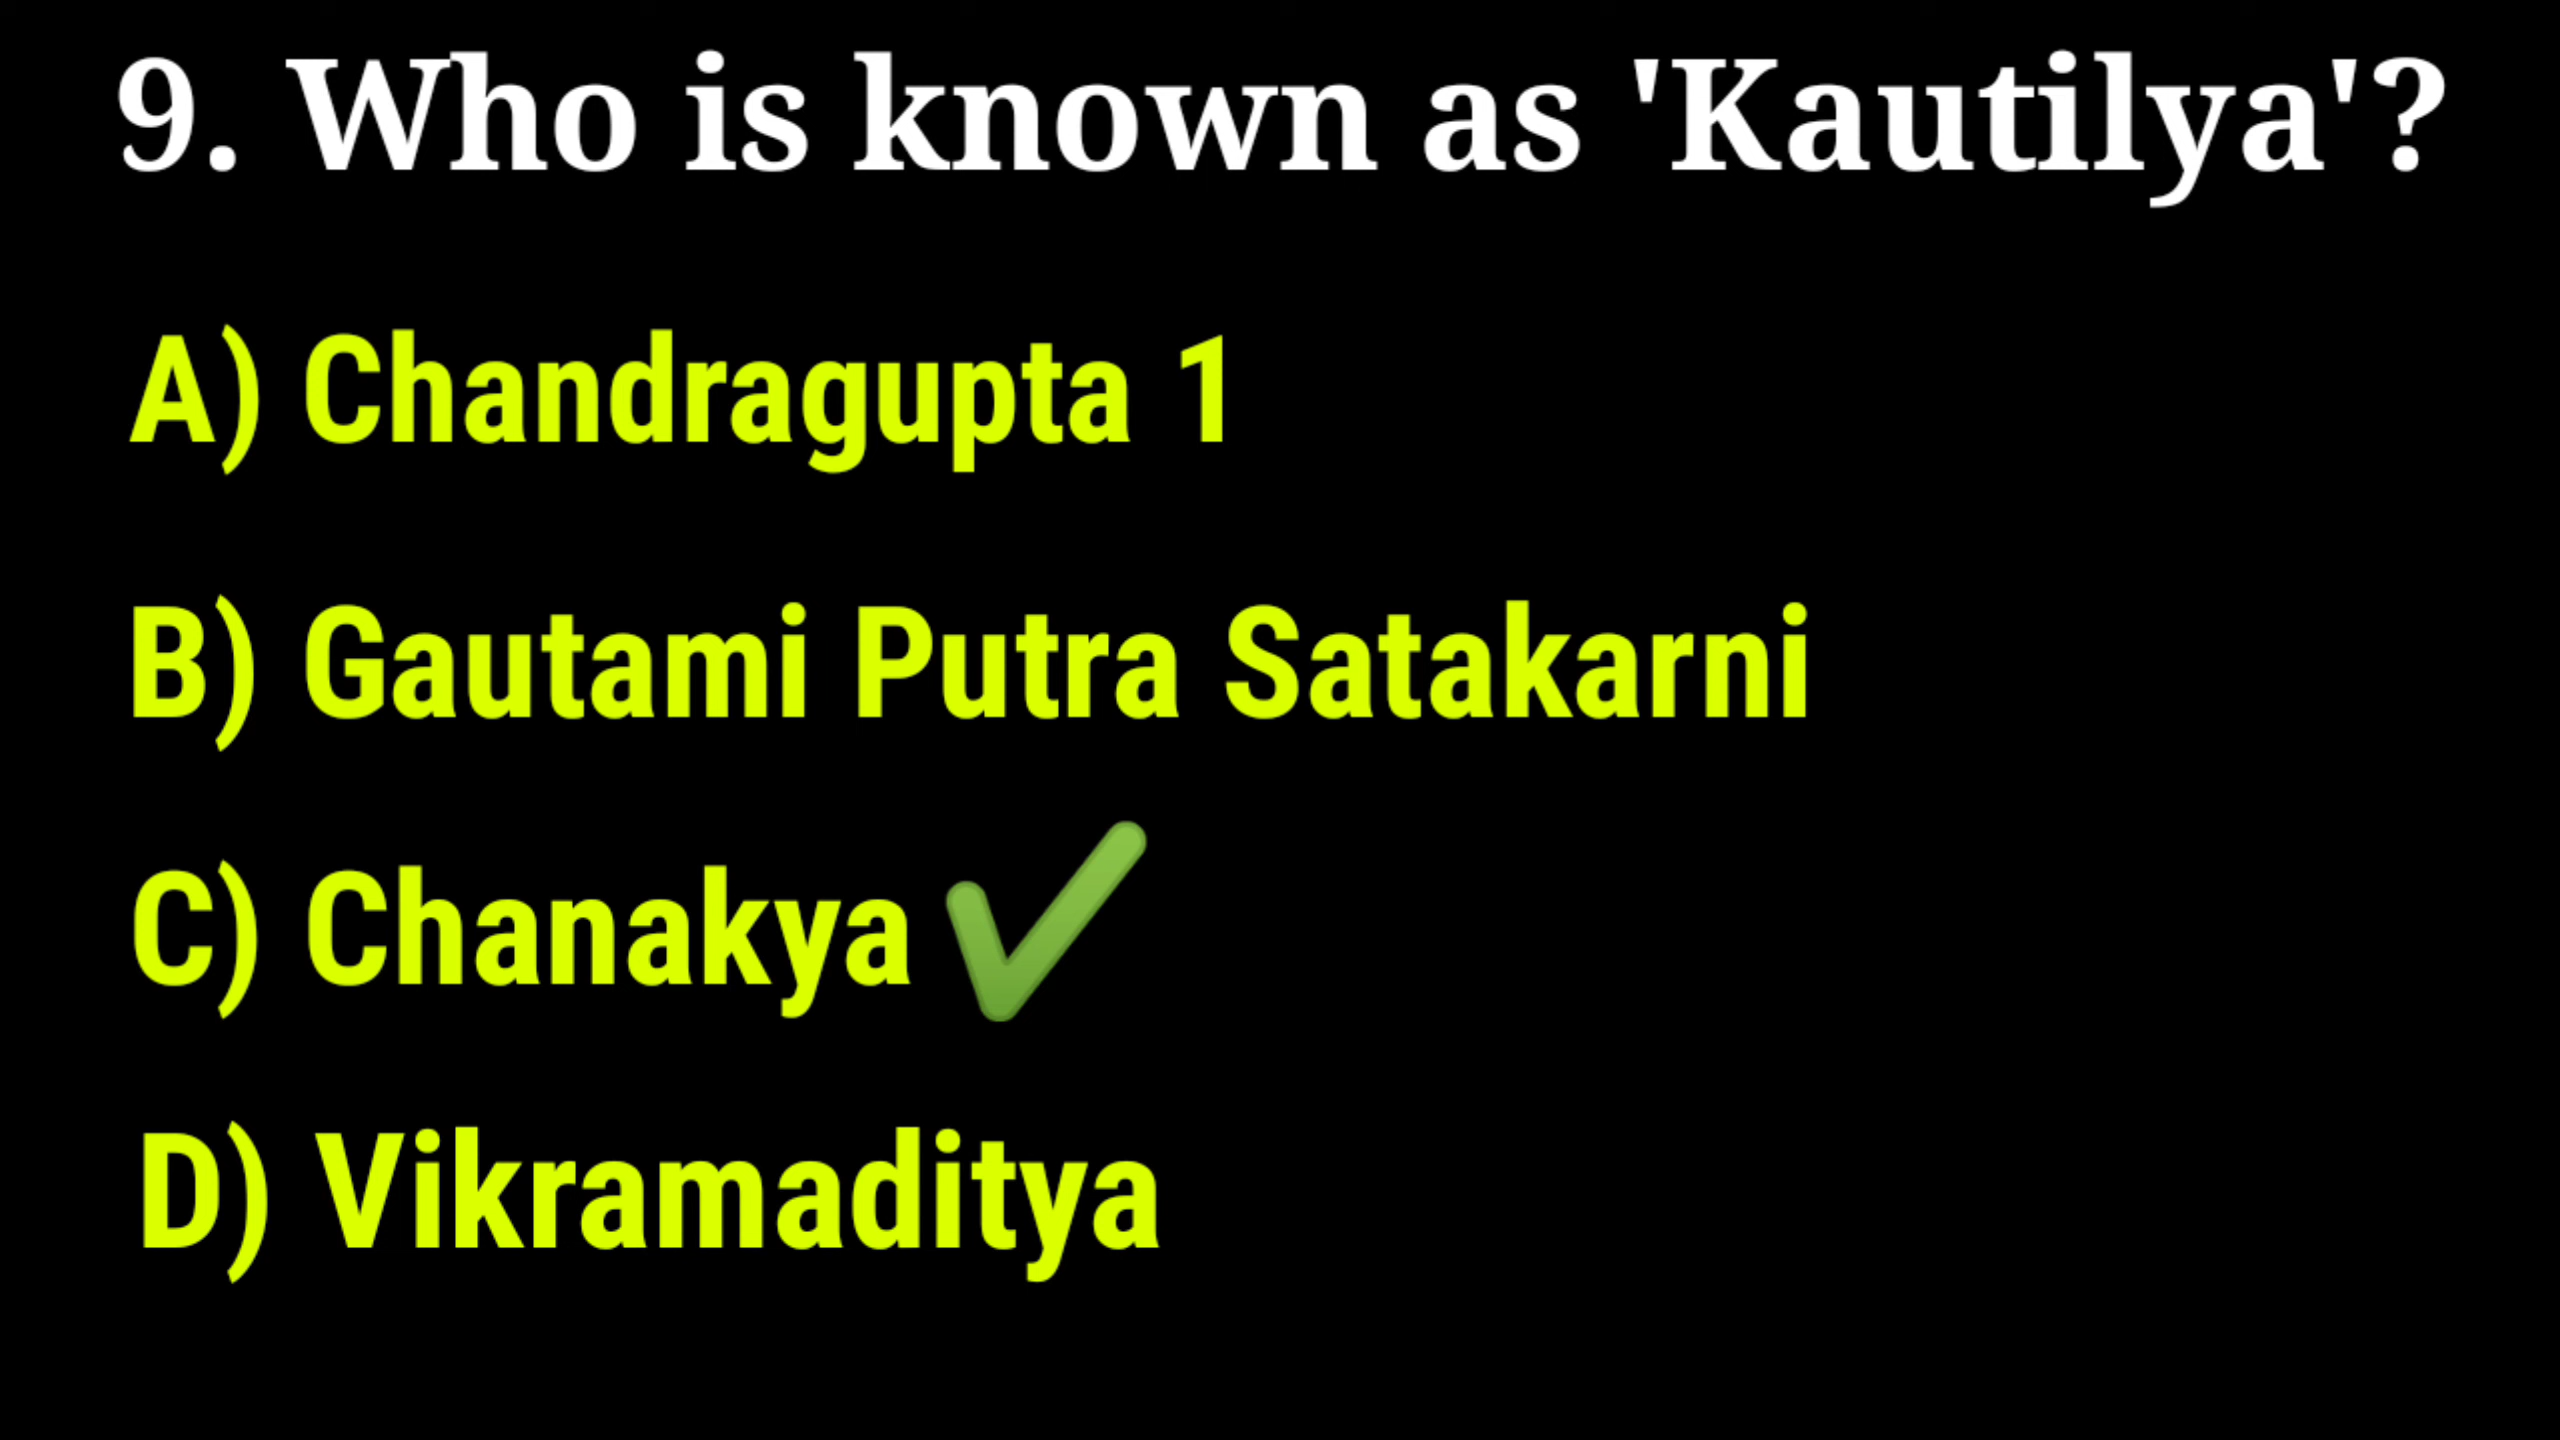 9. Who is known as 'Kautilya'?
A) Chandragupta 1
B) Gautami Putra Satakarni
C) Chanakya ✔
D) Vikramaditya